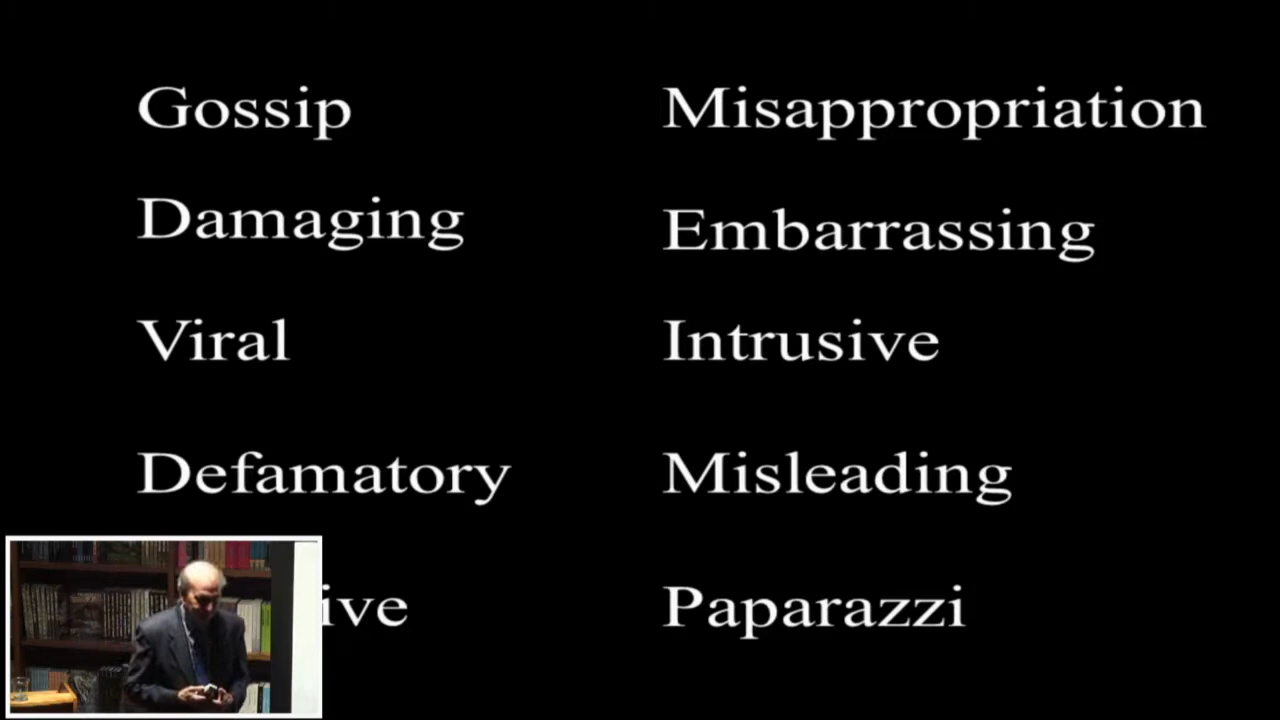 Gossip
Damaging
Viral
Defamatory
Misappropriation
Embarrassing
Intrusive
Misleading
Paparazzi